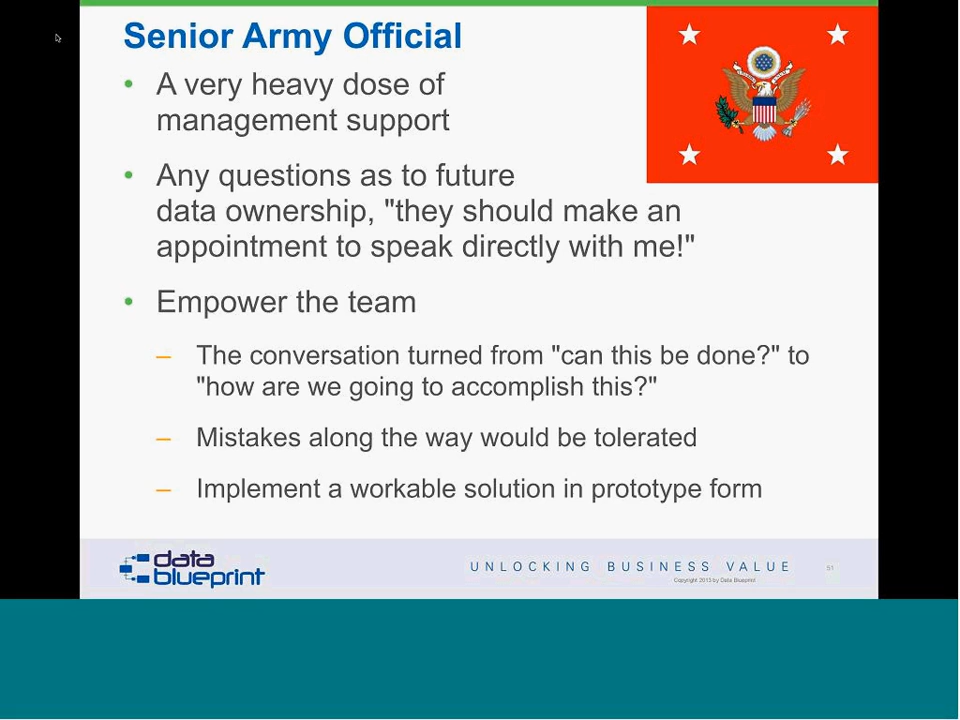 Senior Army Official
• A very heavy dose of
management support
• Any questions as to future
data ownership, "they should make an
appointment to speak directly with me!"
• Empower the team
– The conversation turned from "can this be done?" to
"how are we going to accomplish this?"
– Mistakes along the way would be tolerated
– Implement a workable solution in prototype form
data
blueprint
UNLOCKING BUSINESS VALUE
51
Copyright 2015 by Data Blueprint